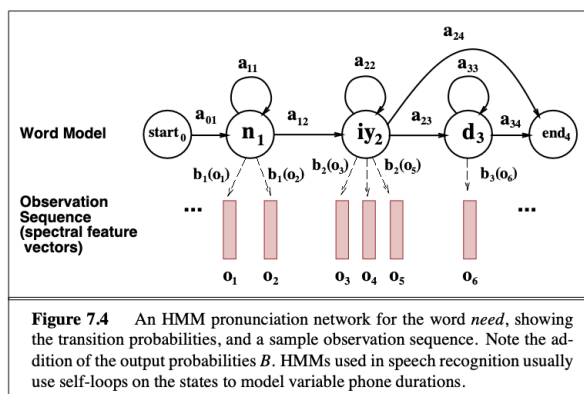 a24
a11 a22 a33
a01 a12 a23 a34
Word Model start0 n1 iy2 d3 end4
b1(o1) b1(o2) b2(o3) b2(o5) b3(o6)
Observation
Sequence ... ...
(spectral feature
vectors)
o1 o2 o3 o4 o5 o6
Figure 7.4 An HMM pronunciation network for the word need, showing
the transition probabilities, and a sample observation sequence. Note the ad-
dition of the output probabilities B. HMMs used in speech recognition usually
use self-loops on the states to model variable phone durations.